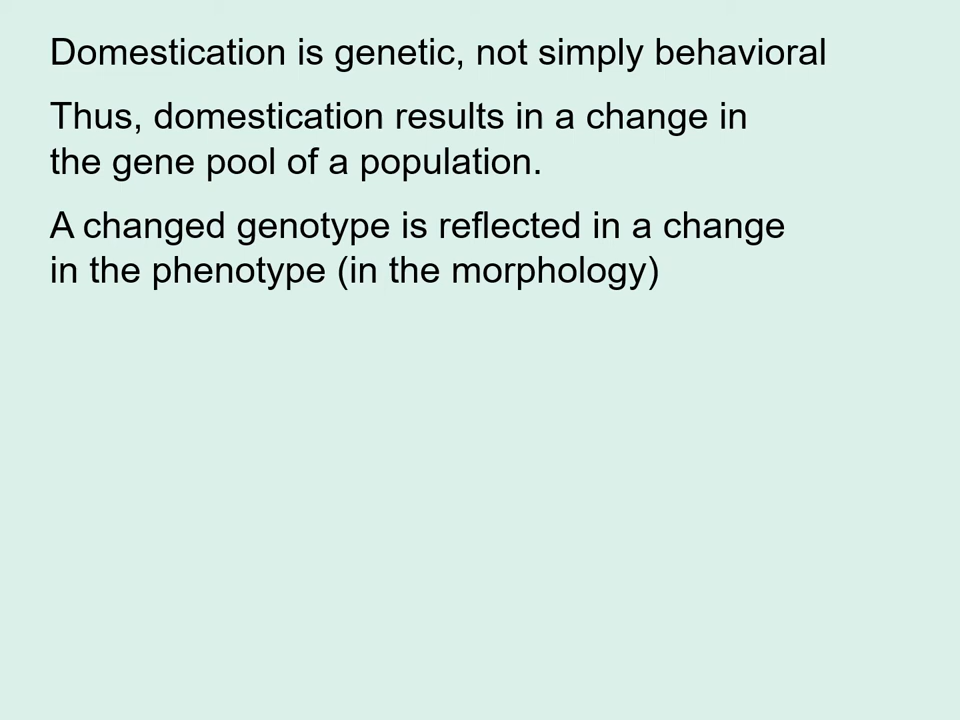 Domestication is genetic, not simply behavioral
Thus, domestication results in a change in
the gene pool of a population.
A changed genotype is reflected in a change
in the phenotype (in the morphology)